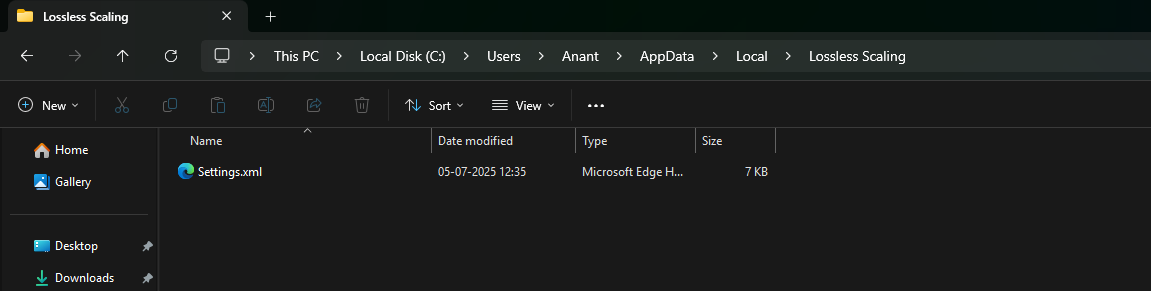 Lossless Scaling
This PC > Local Disk (C:) > Users > Anant > AppData > Local > Lossless Scaling
New Sort View
Name Date modified Type Size
Home
Settings.xml 05-07-2025 12:35 Microsoft Edge H... 7 KB
Gallery
Desktop
Downloads